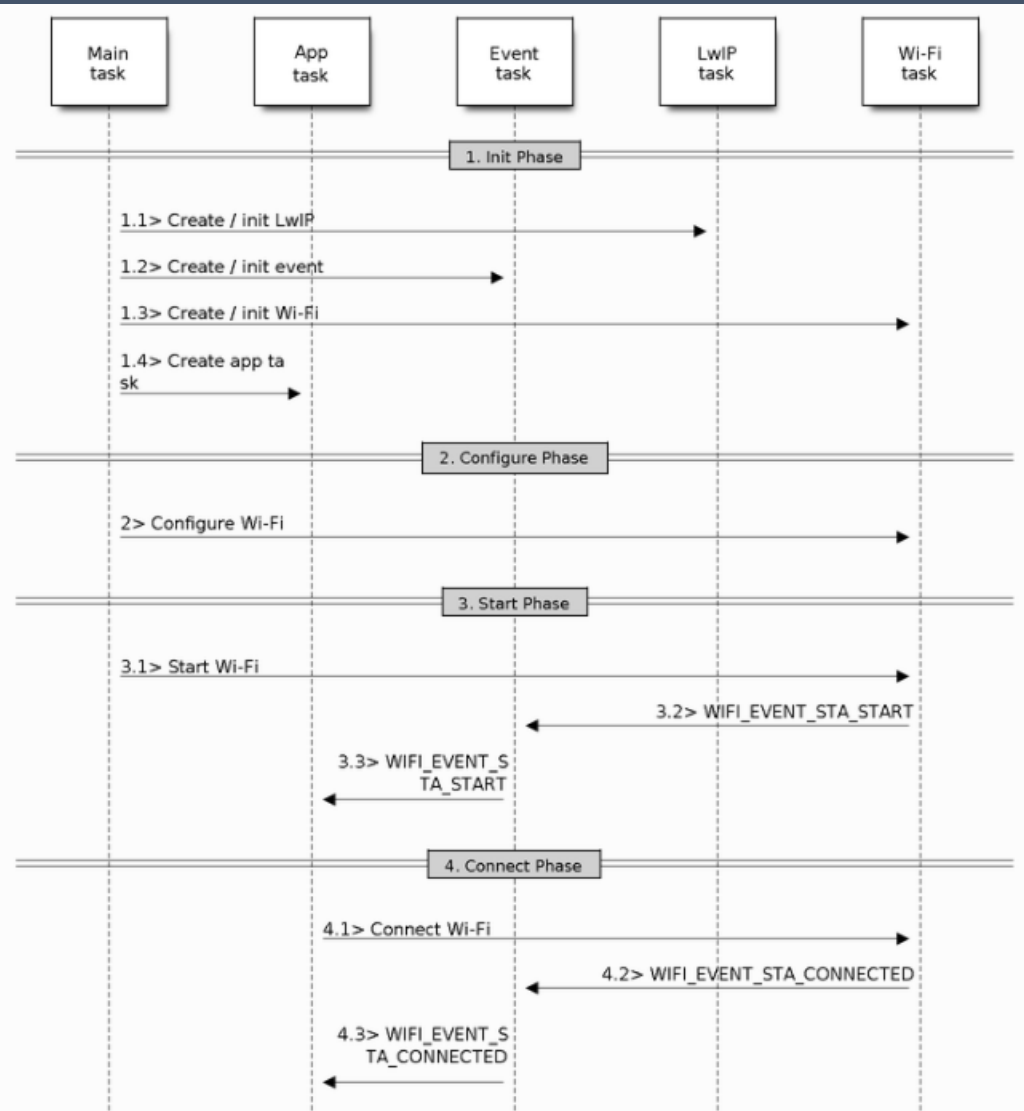 Main
task
App
task
Event
task
LwIP
task
Wi-Fi
task
1. Init Phase
1.1> Create / init LwIP
1.2> Create / init event
1.3> Create / init Wi-Fi
1.4> Create app ta
sk
2. Configure Phase
2> Configure Wi-Fi
3. Start Phase
3.1> Start Wi-Fi
3.2> WIFI_EVENT_STA_START
3.3> WIFI_EVENT_S
TA_START
4. Connect Phase
4.1> Connect Wi-Fi
4.2> WIFI_EVENT_STA_CONNECTED
4.3> WIFI_EVENT_S
TA_CONNECTED